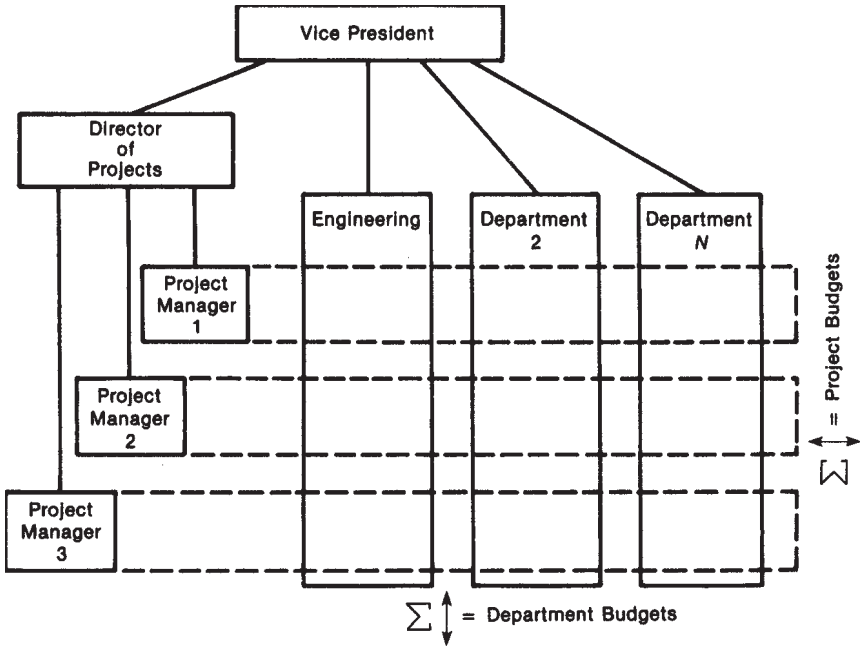 Vice President
Director
of
Projects
Engineering
Department
2
Department
N
Project
Manager
1
Project
Manager
2
Project
Manager
3
∑ ↔ = Project Budgets
∑ ↕ = Department Budgets